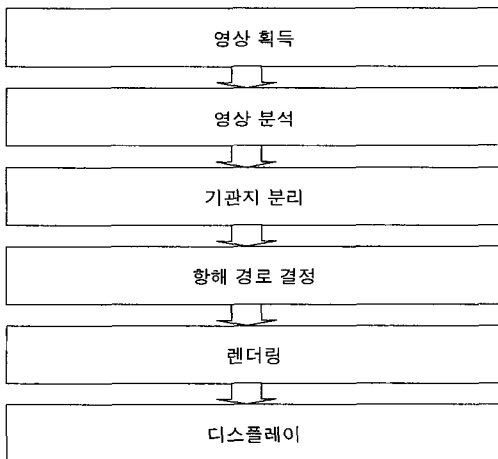 영상 획득
영상 분석
기관지 분리
항해 경로 결정
렌더링
디스플레이